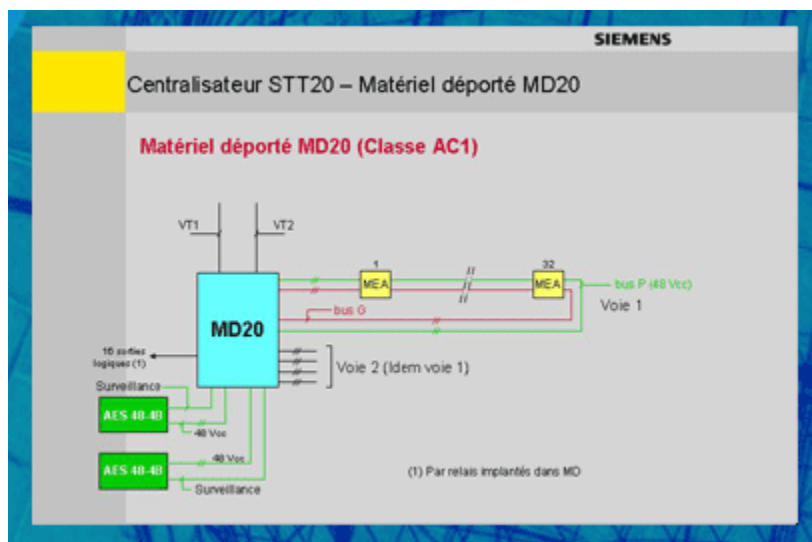 SIEMENS
Centralisateur STT20 – Matériel déporté MD20
Matériel déporté MD20 (Classe AC1)
VT1
VT2
1
32
MEA
MEA
bus P (48 Vcc)
Voie 1
bus G
MD20
16 sorties
logiques (1)
Voie 2 (Idem voie 1)
Surveillance
AES 48-48
48 Vcc
48 Vcc
AES 48-48
(1) Par relais implantés dans MD
Surveillance